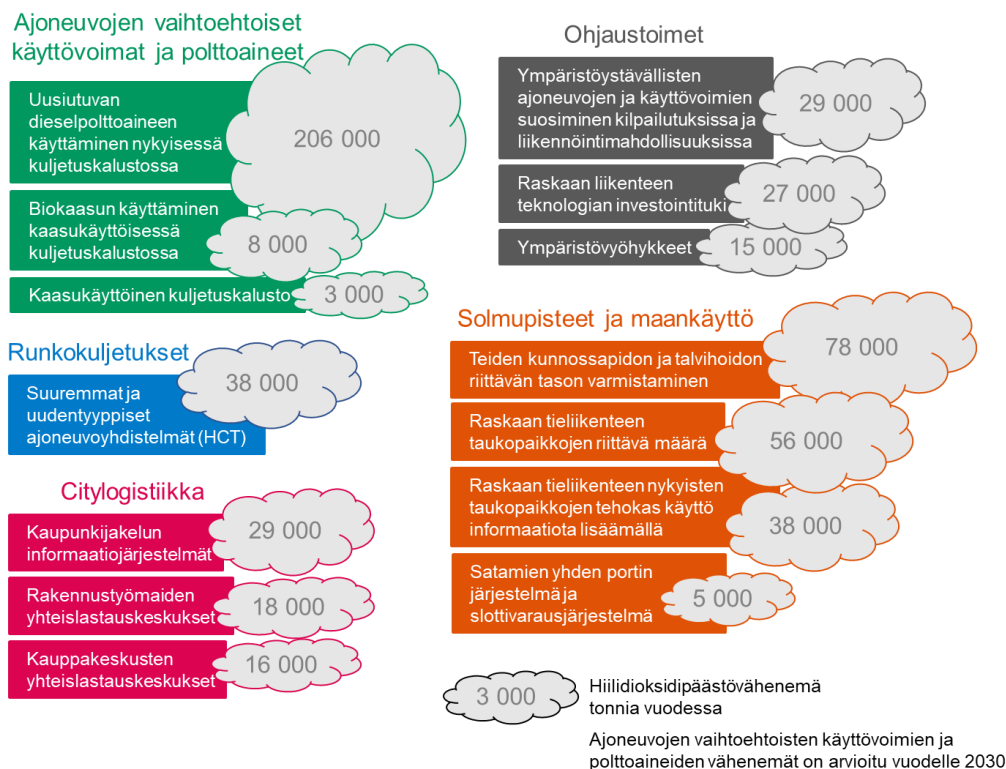 Ajoneuvojen vaihtoehtoiset
käyttövoimat ja polttoaineet
Uusiutuvan
dieselpolttoaineen
käyttäminen nykyisessä
kuljetuskalustossa
206 000
Biokaasun käyttäminen
kaasukäyttöisessä
kuljetuskalustossa
8 000
Kaasukäyttöinen kuljetuskalusto
3 000
Runkokuljetukset
Suuremmat ja
uudentyyppiset
ajoneuvoyhdistelmät (HCT)
38 000
Citylogistiikka
Kaupunkijakelun
informaatiojärjestelmät
29 000
Rakennustyömaiden
yhteislastauskeskukset
18 000
Kauppakeskusten
yhteislastauskeskukset
16 000
Ohjaustoimet
Ympäristöystävällisten
ajoneuvojen ja käyttövoimien
suosiminen kilpailutuksissa ja
liikennöintimahdollisuuksissa
29 000
Raskaan liikenteen
teknologian investointituki
27 000
Ympäristövyöhykkeet
15 000
Solmupisteet ja maankäyttö
Teiden kunnossapidon ja talvihoidon
riittävän tason varmistaminen
78 000
Raskaan tieliikenteen
taukopaikkojen riittävä määrä
56 000
Raskaan tieliikenteen nykyisten
taukopaikkojen tehokas käyttö
informaatiota lisäämällä
38 000
Satamien yhden portin
järjestelmä ja
slottivarausjärjestelmä
5 000
3 000
Hiilidioksidipäästövähenemä
tonnia vuodessa
Ajoneuvojen vaihtoehtoisten käyttövoimien ja
polttoaineiden vähenemät on arvioitu vuodelle 2030